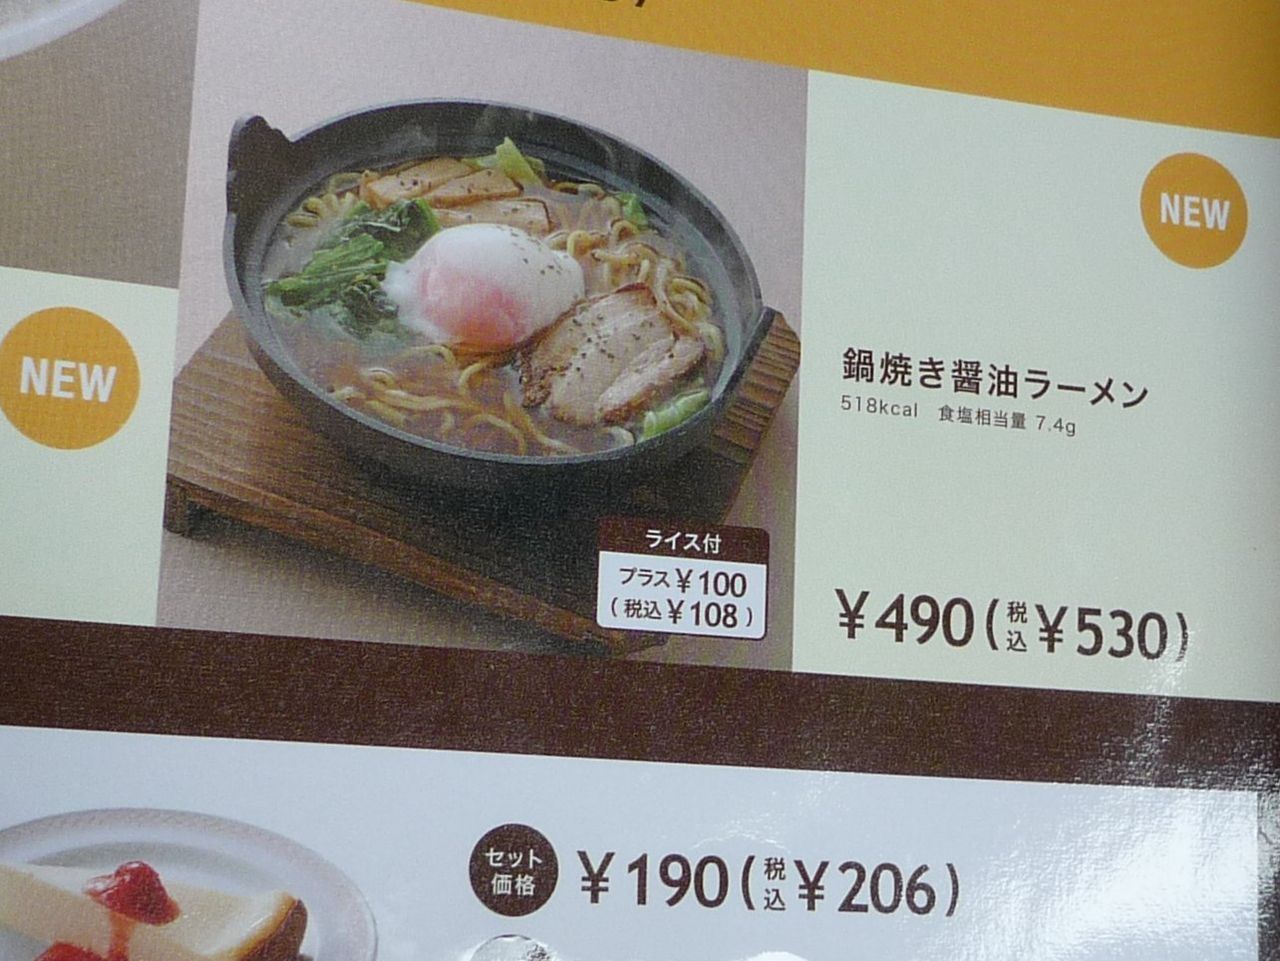 NEW
NEW
鍋焼き醤油ラーメン
518kcal 食塩相当量 7.4g
ライス付
プラス¥100
(税込¥108)
¥490(税込¥530)
セット価格
¥190(税込¥206)